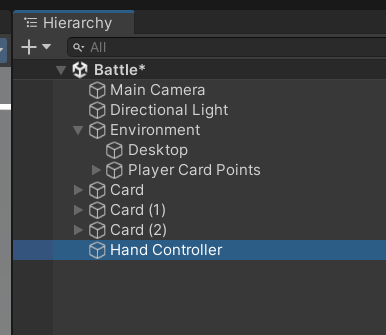 Hierarchy
All
Battle*
Main Camera
Directional Light
Environment
Desktop
Player Card Points
Card
Card (1)
Card (2)
Hand Controller